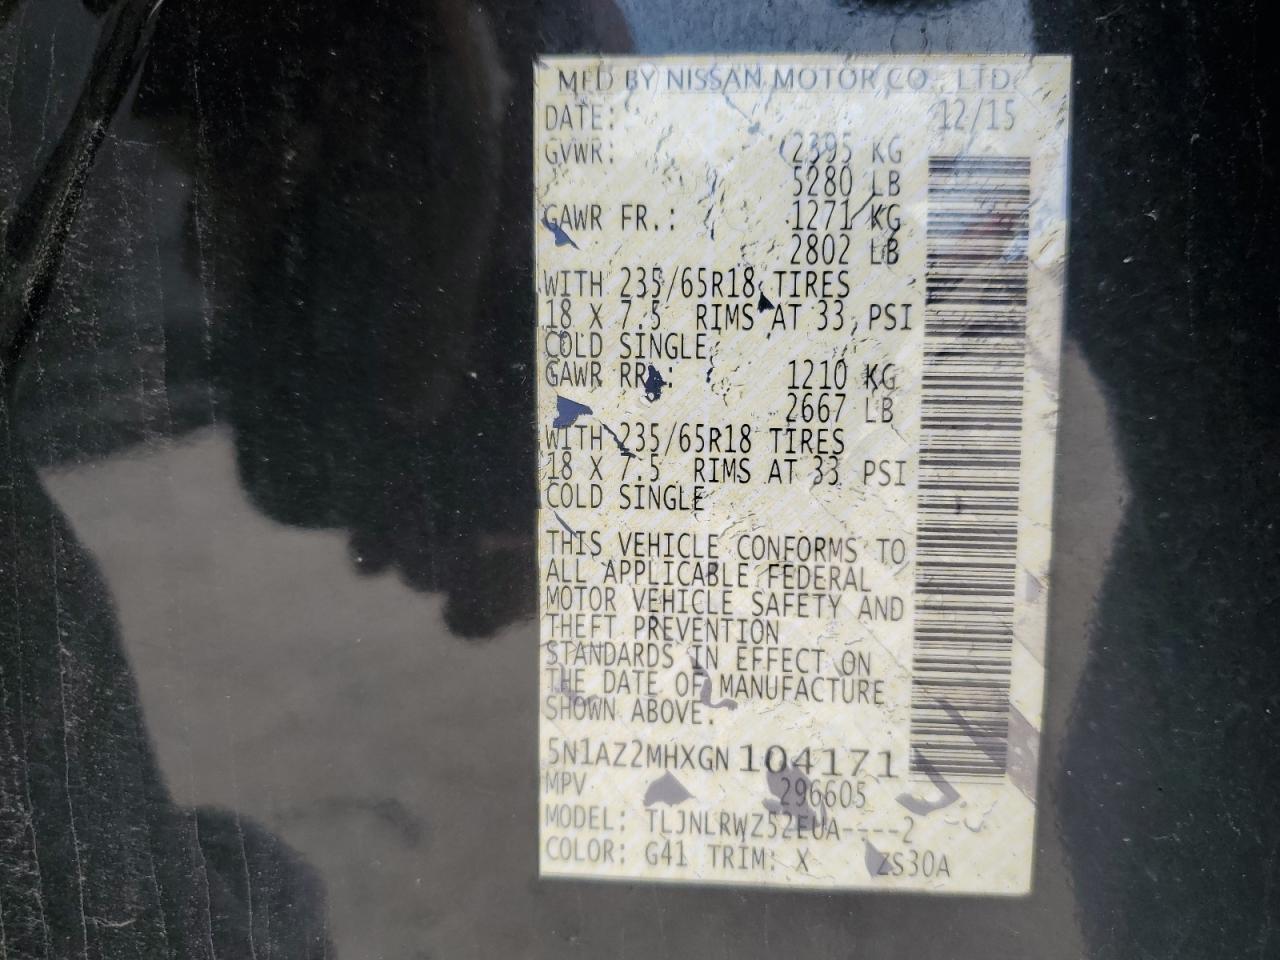 MFD BY NISSAN MOTOR CO., LTD.
DATE: 12/15
GVWR: 2395 KG
5280 LB
GAWR FR.: 1271 KG
2802 LB
WITH 235/65R18 TIRES
18 X 7.5 RIMS AT 33 PSI
COLD SINGLE
GAWR RR.: 1210 KG
2667 LB
WITH 235/65R18 TIRES
18 X 7.5 RIMS AT 33 PSI
COLD SINGLE
THIS VEHICLE CONFORMS TO
ALL APPLICABLE FEDERAL
MOTOR VEHICLE SAFETY AND
THEFT PREVENTION
STANDARDS IN EFFECT ON
THE DATE OF MANUFACTURE
SHOWN ABOVE.
5N1AZ2MHXGN104171
MPV 296605
MODEL: TLJNLRWZ52EUA----2
COLOR: G41 TRIM: X ZS30A